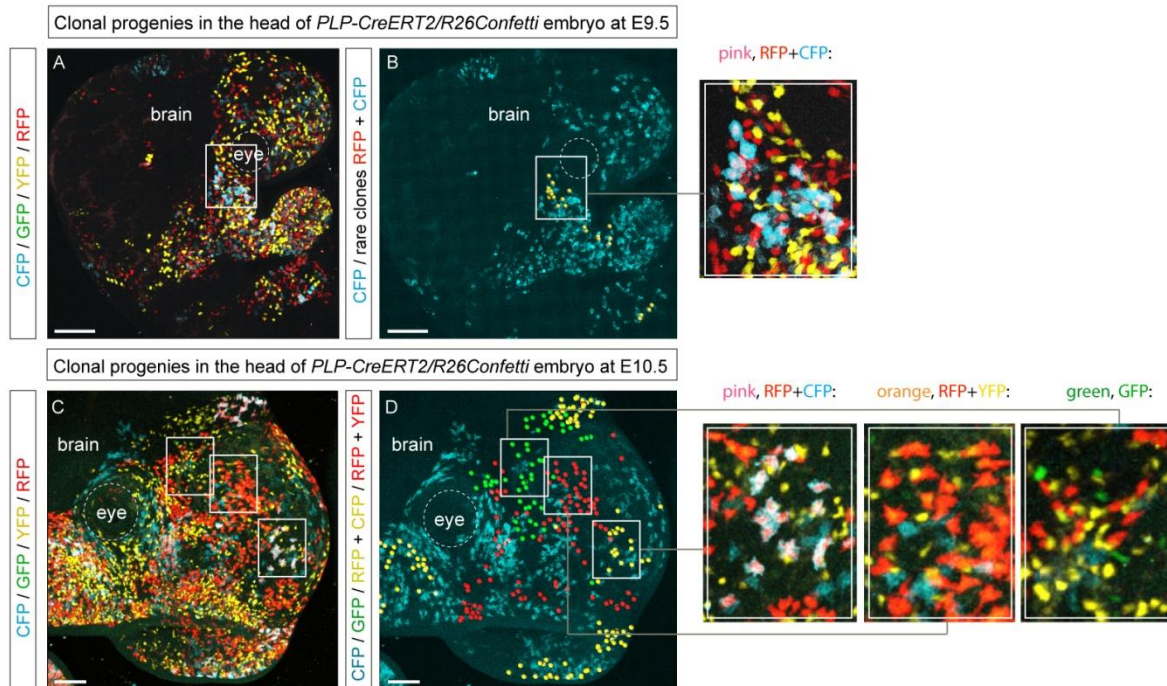 Clonal progenies in the head of PLP-CreERT2/R26Confetti embryo at E9.5
CFP / GFP / YFP / RFP
A
brain
eye
CFP / rare clones RFP + CFP
B
brain
pink, RFP+CFP:
Clonal progenies in the head of PLP-CreERT2/R26Confetti embryo at E10.5
CFP / GFP / YFP / RFP
C
brain
eye
CFP / GFP / RFP + CFP / RFP + YFP
D
brain
eye
pink, RFP+CFP:
orange, RFP+YFP:
green, GFP: